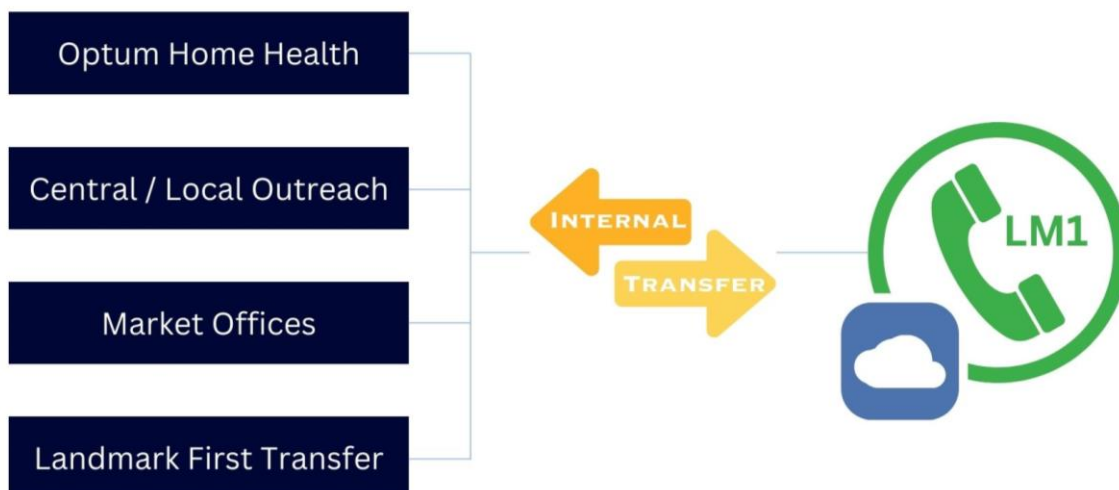 Optum Home Health
Central / Local Outreach
Market Offices
Landmark First Transfer
INTERNAL
TRANSFER
LM1